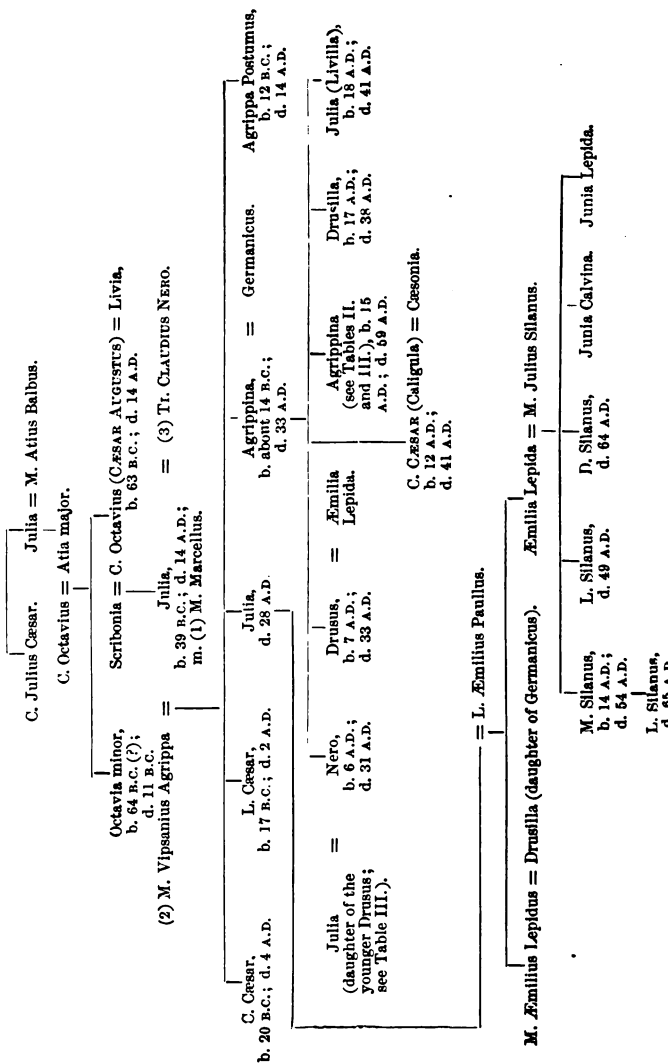 C. Julius Cæsar. Julia = M. Atius Balbus.
C. Octavius = Atia major.
Octavia minor,
b. 64 B.C. (?);
d. 11 B.C.
Scribonia = C. Octavius (CÆSAR AUGUSTUS) = Livia,
b. 63 B.C.; d. 14 A.D.
Julia,
b. 39 B.C.; d. 14 A.D.;
m. (1) M. Marcellus.
(2) M. Vipsanius Agrippa =
= (3) TI. CLAUDIUS NERO.
C. Cæsar,
b. 20 B.C.; d. 4 A.D.
L. Cæsar,
b. 17 B.C.; d. 2 A.D.
Julia,
d. 28 A.D.
Agrippina,
b. about 14 B.C.;
d. 33 A.D.
= Germanicus.
Agrippa Postumus,
b. 12 B.C.;
d. 14 A.D.
Julia
(daughter of the
younger Drusus;
see Table III.).
=
Nero,
b. 6 A.D.;
d. 31 A.D.
Drusus,
b. 7 A.D.;
d. 33 A.D.
=
Æmilia
Lepida.
Agrippina
(see Tables II.
and III.), b. 15
A.D.; d. 59 A.D.
Drusilla,
b. 17 A.D.;
d. 38 A.D.
Julia (Livilla),
b. 18 A.D.;
d. 41 A.D.
C. CÆSAR (Caligula) = Cæsonia.
b. 12 A.D.;
d. 41 A.D.
= L. Æmilius Paullus.
M. Æmilius Lepidus = Drusilla (daughter of Germanicus).
Æmilia Lepida = M. Julius Silanus.
M. Silanus,
b. 14 A.D.;
d. 54 A.D.
L. Silanus,
d. 65 A.D.
L. Silanus,
d. 49 A.D.
D. Silanus,
d. 64 A.D.
Junia Calvina.
Junia Lepida.